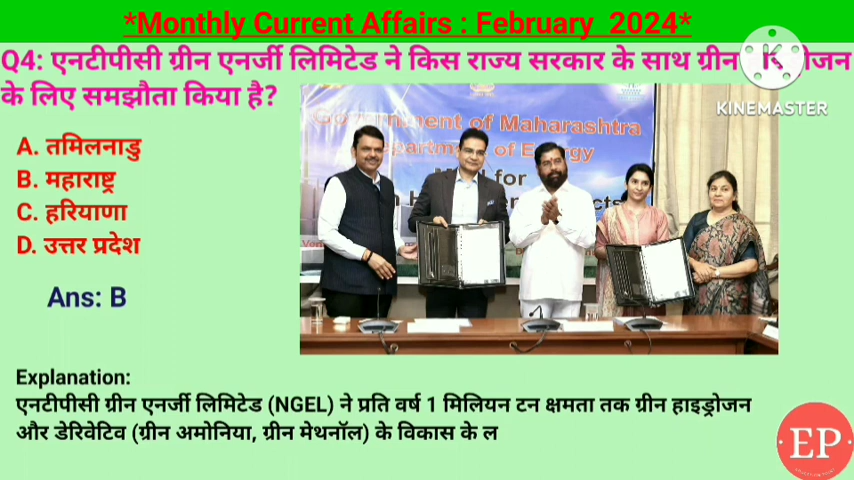 *Monthly Current Affairs : February 2024*
Q4: एनटीपीसी ग्रीन एनर्जी लिमिटेड ने किस राज्य सरकार के साथ ग्रीन
के लिए समझौता किया है?
KINEMASTER
A. तमिलनाडु
B. महाराष्ट्र
C. हरियाणा
D. उत्तर प्रदेश
Ans: B
Government of Maharashtra
Department of Energy
for
Explanation:
एनटीपीसी ग्रीन एनर्जी लिमिटेड (NGEL) ने प्रति वर्ष 1 मिलियन टन क्षमता तक ग्रीन हाइड्रोजन
और डेरिवेटिव (ग्रीन अमोनिया, ग्रीन मेथनॉल) के विकास के ल
EP